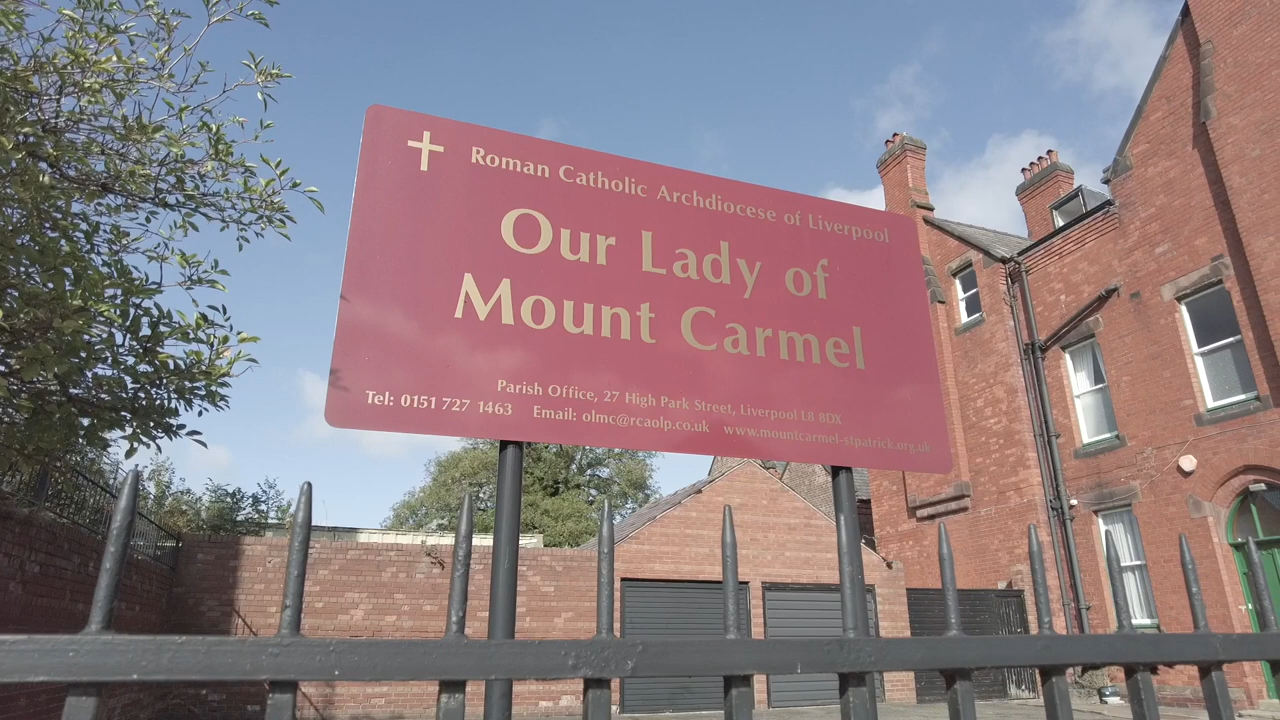 Roman Catholic Archdiocese of Liverpool
Our Lady of
Mount Carmel
Parish Office, 27 High Park Street, Liverpool L8 8DX
Tel: 0151 727 1463 Email: olmc@rcaolp.co.uk www.mountcarmel-stpatrick.org.uk